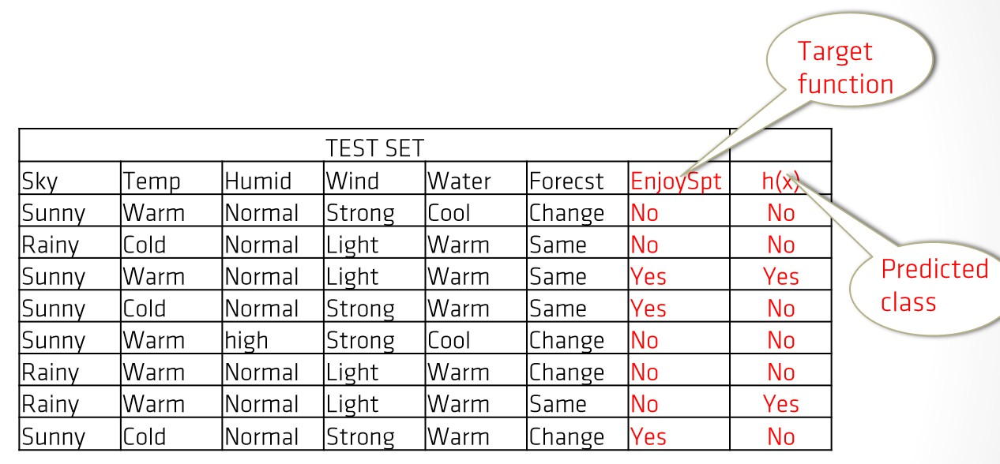 Target
function
TEST SET
Sky Temp Humid Wind Water Forecst EnjoySpt h(x)
Sunny Warm Normal Strong Cool Change No No
Rainy Cold Normal Light Warm Same No No
Sunny Warm Normal Light Warm Same Yes Yes
Sunny Cold Normal Strong Warm Same Yes No
Sunny Warm high Strong Cool Change No No
Rainy Warm Normal Light Warm Change No No
Rainy Warm Normal Light Warm Same No Yes
Sunny Cold Normal Strong Warm Change Yes No
Predicted
class